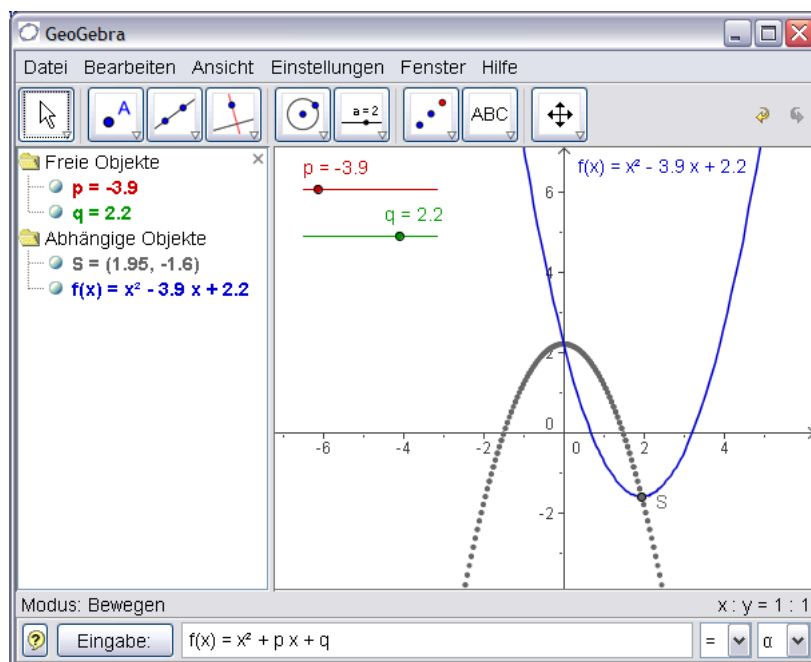 GeoGebra
Datei Bearbeiten Ansicht Einstellungen Fenster Hilfe
A
a = 2
ABC
Freie Objekte
p = -3.9
q = 2.2
Abhängige Objekte
S = (1.95, -1.6)
f(x) = x² - 3.9 x + 2.2
p = -3.9
q = 2.2
f(x) = x² - 3.9 x + 2.2
6
4
2
0
-6 -4 -2 0 2 4
S
-2
Modus: Bewegen
x : y = 1 : 1
Eingabe: f(x) = x² + p x + q = α